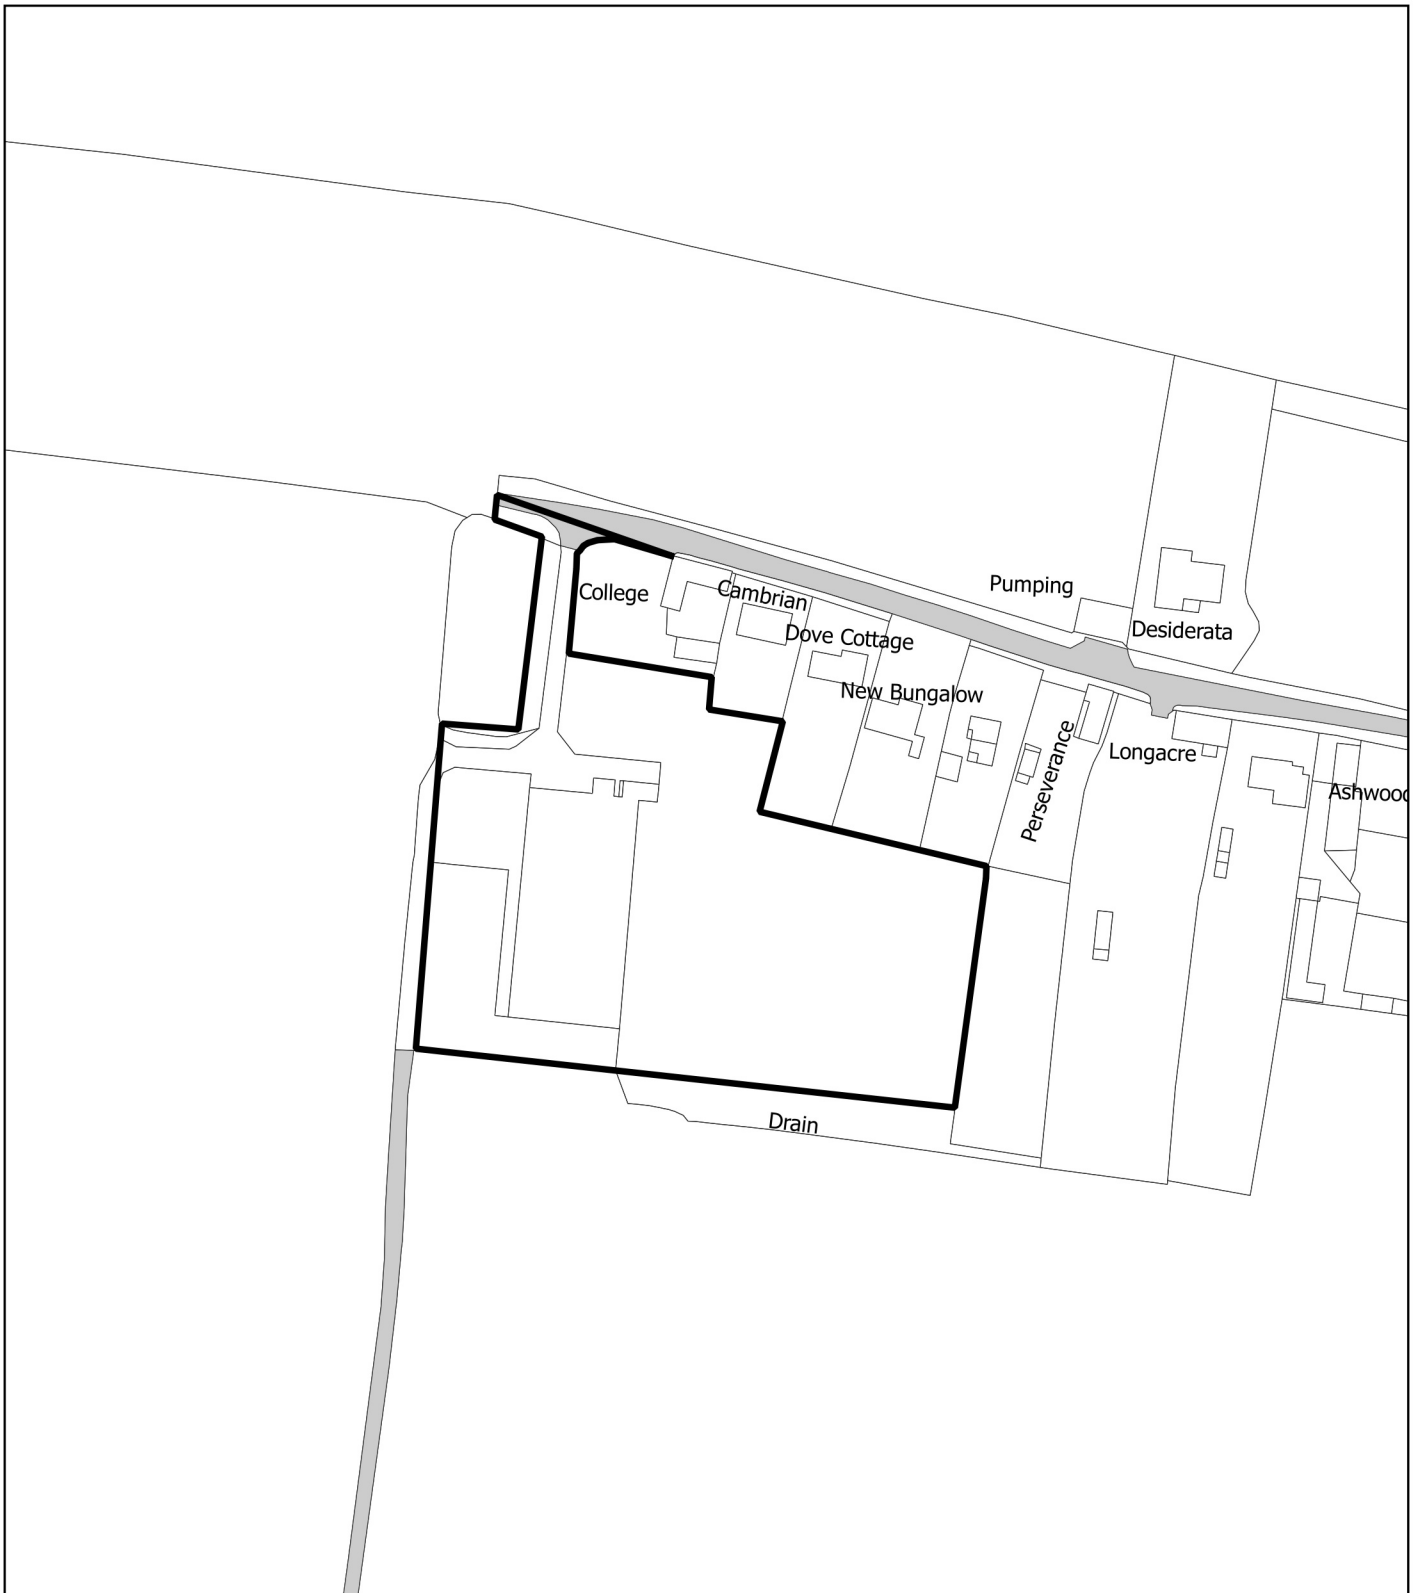 Pumping
College
Cambrian
Desiderata
Dove Cottage
New Bungalow
Perseverance
Longacre
Ashwood
Drain